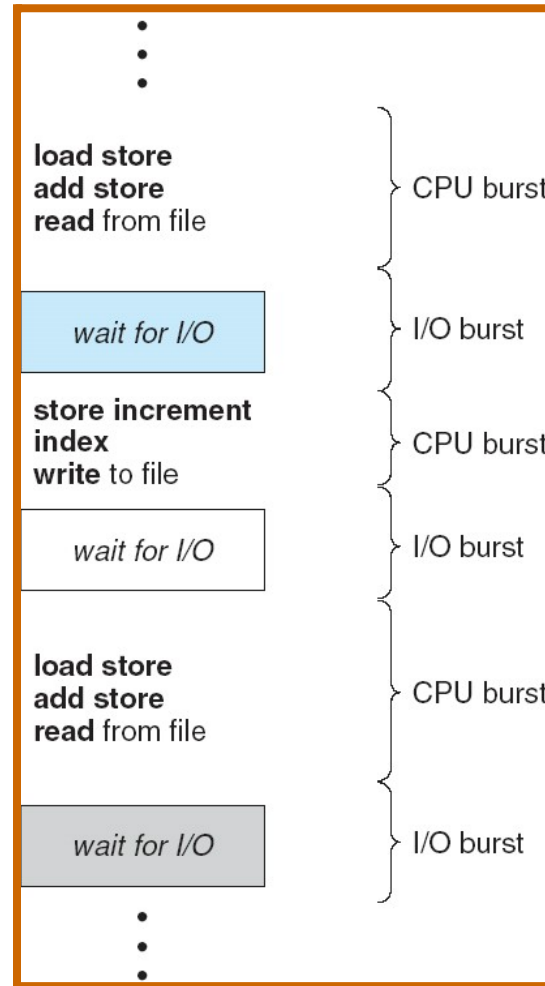 load store
add store
read from file
CPU burst
wait for I/O
I/O burst
store increment
index
write to file
CPU burst
wait for I/O
I/O burst
load store
add store
read from file
CPU burst
wait for I/O
I/O burst